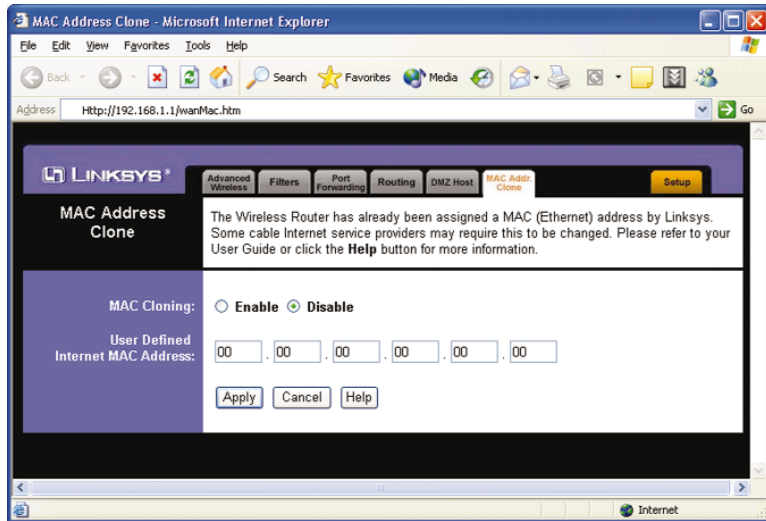 MAC Address Clone - Microsoft Internet Explorer
File Edit View Favorites Tools Help
Back Search Favorites Media
Address Http://192.168.1.1/wanMac.htm Go
LINKSYS®
Advanced Wireless
Filters
Port Forwarding
Routing
DMZ Host
MAC Addr. Clone
Setup
MAC Address
Clone
The Wireless Router has already been assigned a MAC (Ethernet) address by Linksys.
Some cable Internet service providers may require this to be changed. Please refer to your
User Guide or click the Help button for more information.
MAC Cloning: Enable Disable
User Defined
Internet MAC Address: 00 . 00 . 00 . 00 . 00 . 00
Apply Cancel Help
Internet